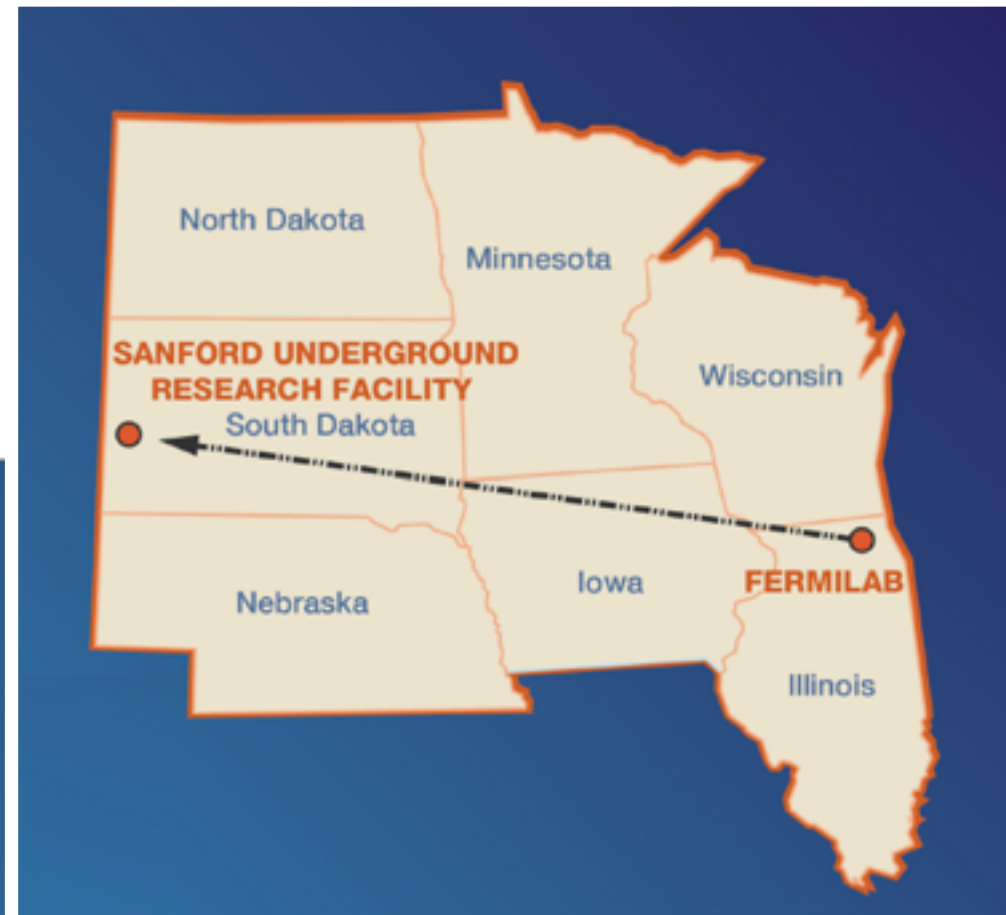 North Dakota
Minnesota
SANFORD UNDERGROUND
RESEARCH FACILITY
Wisconsin
South Dakota
Iowa
FERMILAB
Nebraska
Illinois